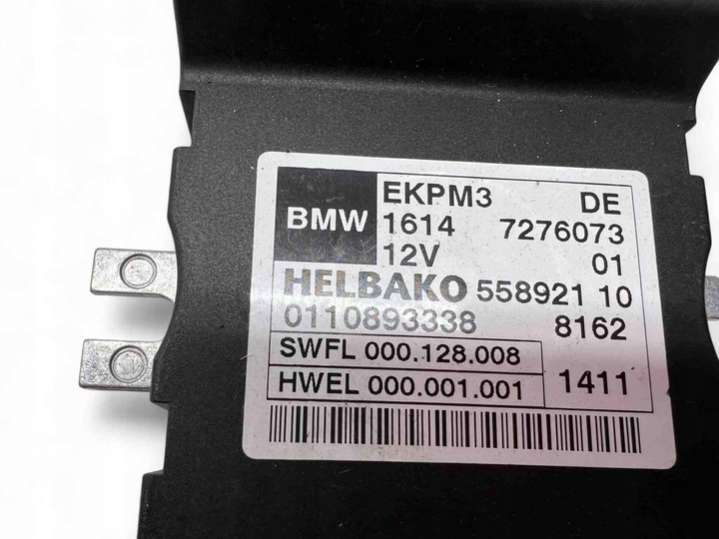 BMW
EKPM3 DE
1614 7276073
12V 01
HELBAKO 558921 10
0110893338 8162
SWFL 000.128.008
HWEL 000.001.001 1411